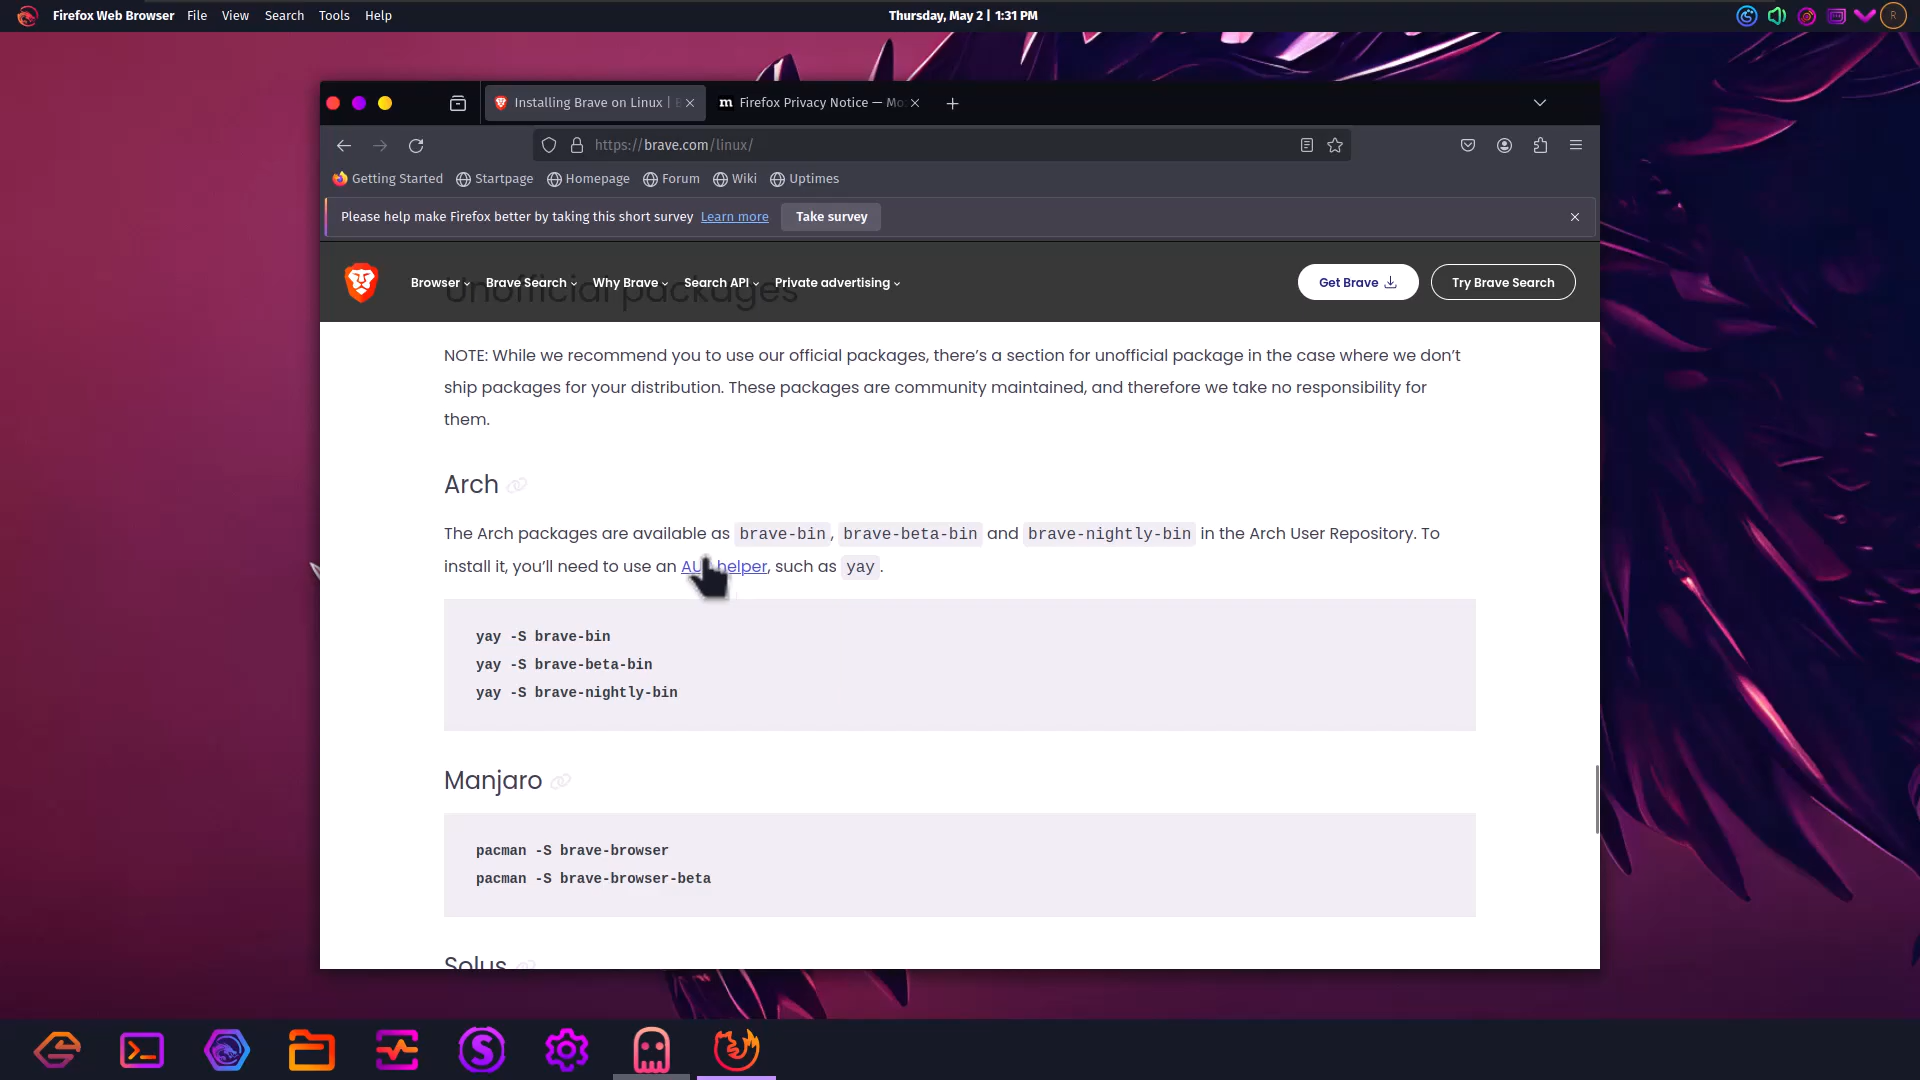 Firefox Web Browser File View Search Tools Help Thursday, May 2 | 1:31 PM R
Installing Brave on Linux | Firefox Privacy Notice — Mo
https://brave.com/linux/
Getting Started Startpage Homepage Forum Wiki Uptimes
Please help make Firefox better by taking this short survey Learn more Take survey
Browser Brave Search Why Brave Search API Private advertising Get Brave Try Brave Search
Unofficial packages
NOTE: While we recommend you to use our official packages, there’s a section for unofficial package in the case where we don’t
ship packages for your distribution. These packages are community maintained, and therefore we take no responsibility for
them.
Arch
The Arch packages are available as brave-bin, brave-beta-bin and brave-nightly-bin in the Arch User Repository. To
install it, you’ll need to use an AUR helper, such as yay.
yay -S brave-bin
yay -S brave-beta-bin
yay -S brave-nightly-bin
Manjaro
pacman -S brave-browser
pacman -S brave-browser-beta
Solus